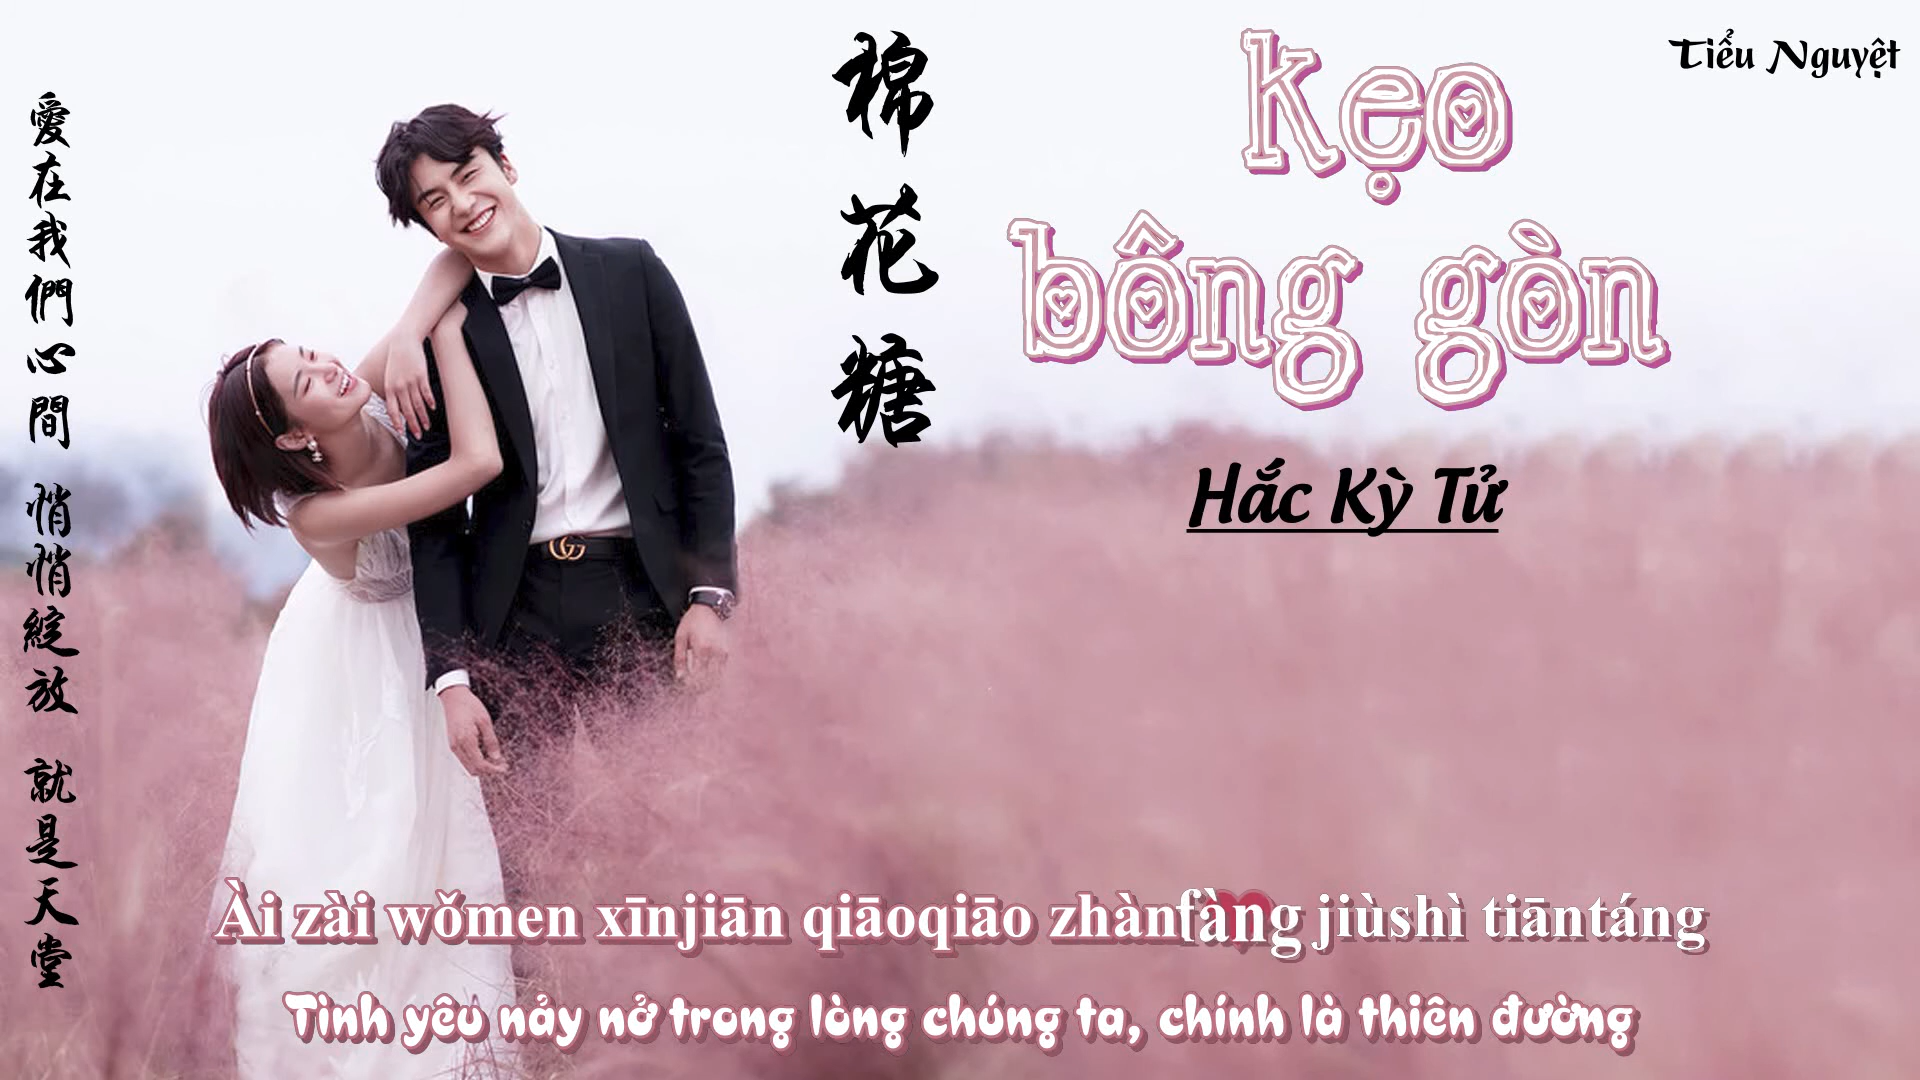 愛在我們心間 悄悄綻放 就是天堂
棉花糖
Kẹo
bông gòn
Tiểu Nguyệt
Hắc Kỳ Tử
Ài zài wǒmen xīnjiān qiāoqiāo zhànfàng jiùshì tiāntáng
Tình yêu nảy nở trong lòng chúng ta, chính là thiên đường